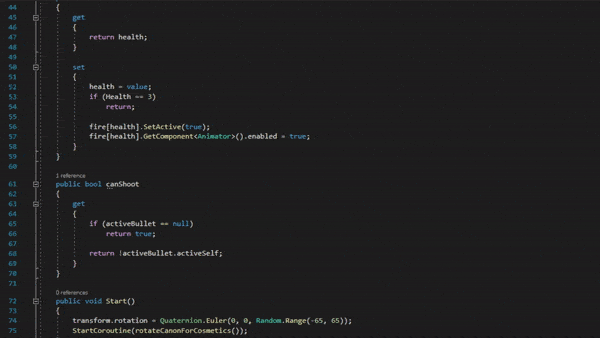 44 {
45 get
46 {
47 return health;
48 }
49
50 set
51 {
52 health = value;
53 if (Health == 3)
54 return;
55
56 fire[health].SetActive(true);
57 fire[health].GetComponent<Animator>().enabled = true;
58 }
59 }
60
1 reference
61 public bool canShoot
62 {
63 get
64 {
65 if (activeBullet == null)
66 return true;
67
68 return !activeBullet.activeSelf;
69 }
70 }
71
0 references
72 public void Start()
73 {
74 transform.rotation = Quaternion.Euler(0, 0, Random.Range(-65, 65));
75 StartCoroutine(rotateCanonForCosmetics());